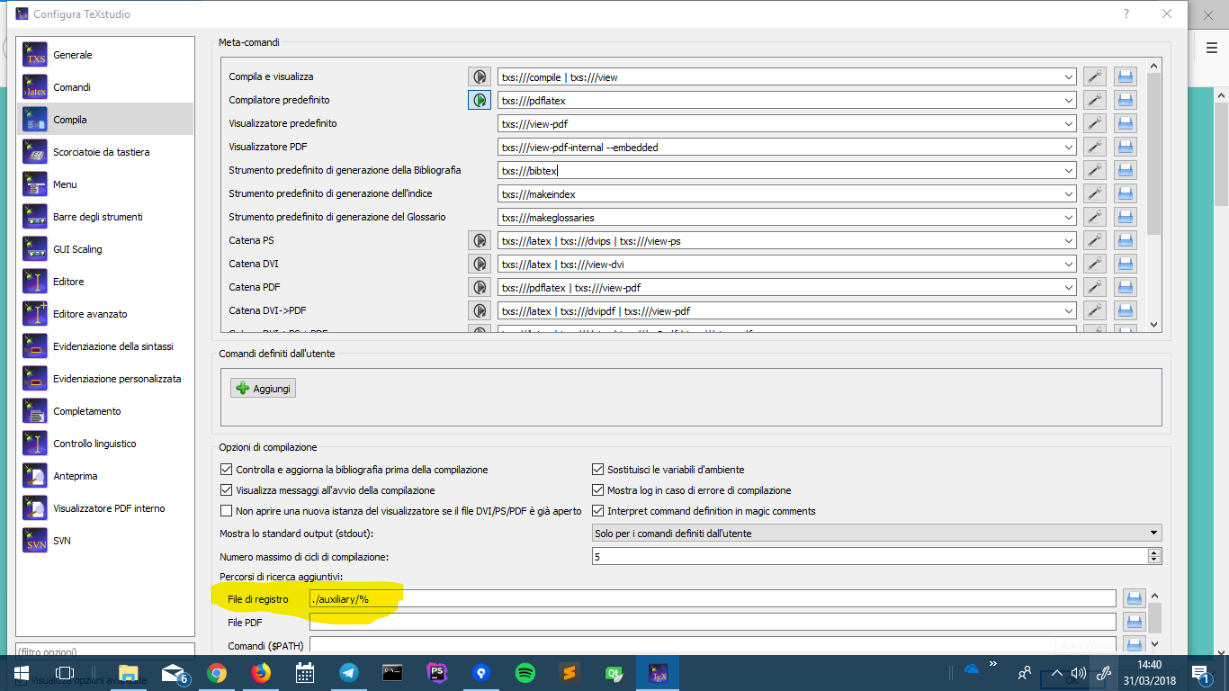 Configura TeXstudio
Generale
Comandi
Compila
Scorciatoie da tastiera
Menu
Barre degli strumenti
GUI Scaling
Editore
Editore avanzato
Evidenziazione della sintassi
Evidenziazione personalizzata
Completamento
Controllo linguistico
Anteprima
Visualizzatore PDF interno
SVN
(filtro opzioni)
Meta-comandi
Compila e visualizza txs:///compile | txs:///view
Compilatore predefinito txs:///pdflatex
Visualizzatore predefinito txs:///view-pdf
Visualizzatore PDF txs:///view-pdf-internal --embedded
Strumento predefinito di generazione della Bibliografia txs:///bibtex
Strumento predefinito di generazione dell'indice txs:///makeindex
Strumento predefinito di generazione del Glossario txs:///makeglossaries
Catena PS txs:///latex | txs:///dvips | txs:///view-ps
Catena DVI txs:///latex | txs:///view-dvi
Catena PDF txs:///pdflatex | txs:///view-pdf
Catena DVI->PDF txs:///latex | txs:///dvipdf | txs:///view-pdf
Comandi definiti dall'utente
Aggiungi
Opzioni di compilazione
Controlla e aggiorna la bibliografia prima della compilazione Sostituisci le variabili d'ambiente
Visualizza messaggi all'avvio della compilazione Mostra log in caso di errore di compilazione
Non aprire una nuova istanza del visualizzatore se il file DVI/PS/PDF è già aperto Interpret command definition in magic comments
Mostra lo standard output (stdout): Solo per i comandi definiti dall'utente
Numero massimo di cicli di compilazione: 5
Percorsi di ricerca aggiuntivi:
File di registro ./auxiliary/%
File PDF
Comandi ($PATH)
14:40
31/03/2018